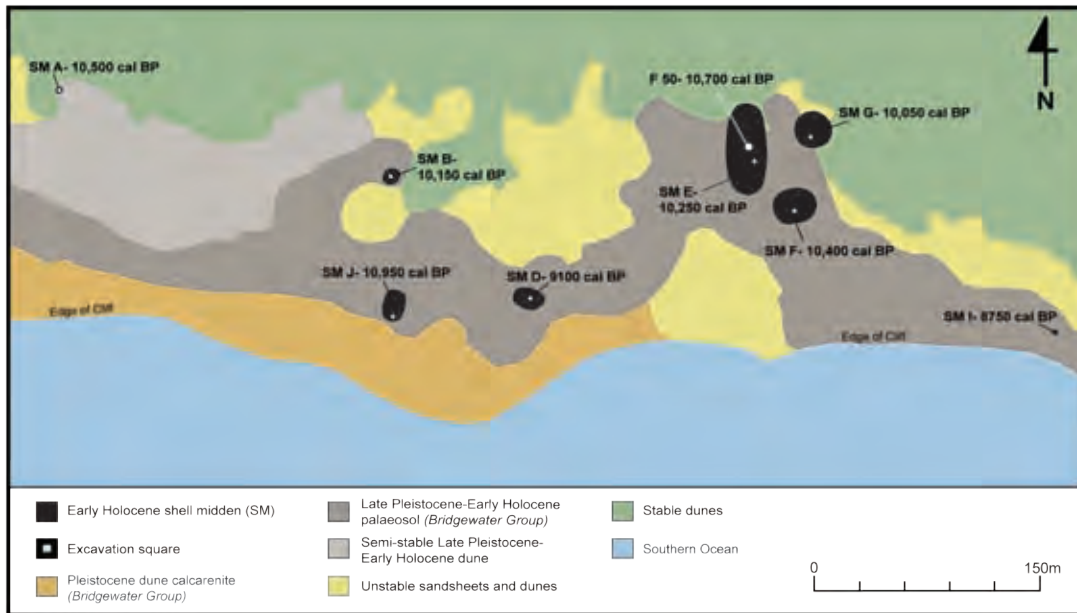 SM A- 10,500 cal BP
F 50- 10,700 cal BP
N
SM G- 10,050 cal BP
SM B-
10,150 cal BP
SM E-
10,250 cal BP
SM F- 10,400 cal BP
SM J- 10,950 cal BP
SM D- 9100 cal BP
SM I- 8750 cal BP
Edge of Cliff
Edge of Cliff
Early Holocene shell midden (SM)
Excavation square
Pleistocene dune calcarenite
(Bridgewater Group)
Late Pleistocene-Early Holocene
palaeosol (Bridgewater Group)
Semi-stable Late Pleistocene-
Early Holocene dune
Unstable sandsheets and dunes
Stable dunes
Southern Ocean
0 150m